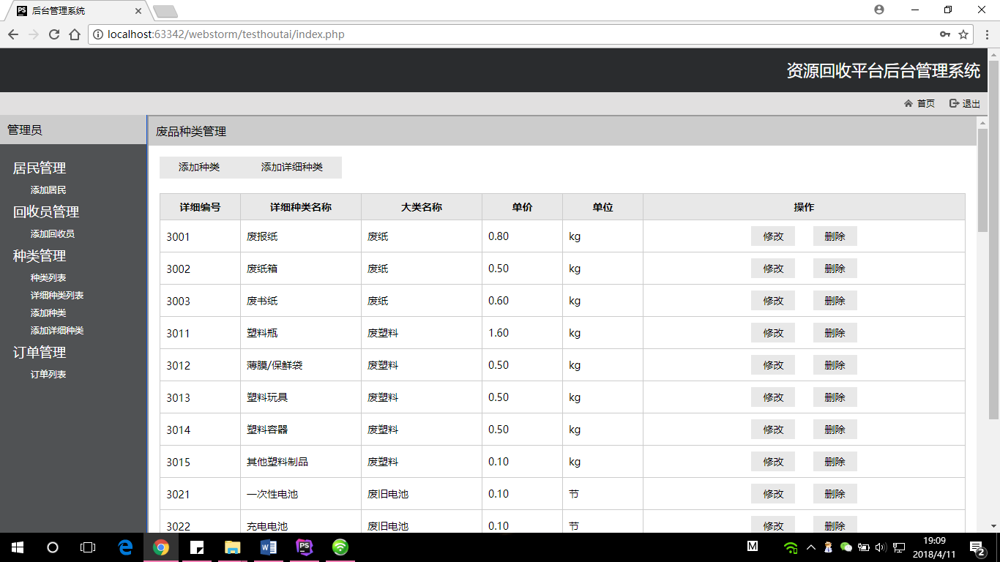 后台管理系统
localhost:63342/webstorm/testhoutai/index.php
资源回收平台后台管理系统
首页 退出
管理员
居民管理
添加居民
回收员管理
添加回收员
种类管理
种类列表
详细种类列表
添加种类
添加详细种类
订单管理
订单列表
废品种类管理
添加种类 添加详细种类
详细编号 详细种类名称 大类名称 单价 单位 操作
3001 废报纸 废纸 0.80 kg 修改 删除
3002 废纸箱 废纸 0.50 kg 修改 删除
3003 废书纸 废纸 0.60 kg 修改 删除
3011 塑料瓶 废塑料 1.60 kg 修改 删除
3012 薄膜/保鲜袋 废塑料 0.50 kg 修改 删除
3013 塑料玩具 废塑料 0.50 kg 修改 删除
3014 塑料容器 废塑料 0.50 kg 修改 删除
3015 其他塑料制品 废塑料 0.10 kg 修改 删除
3021 一次性电池 废旧电池 0.10 节 修改 删除
3022 充电电池 废旧电池 0.10 节 修改 删除
M
19:09
2018/4/11
2